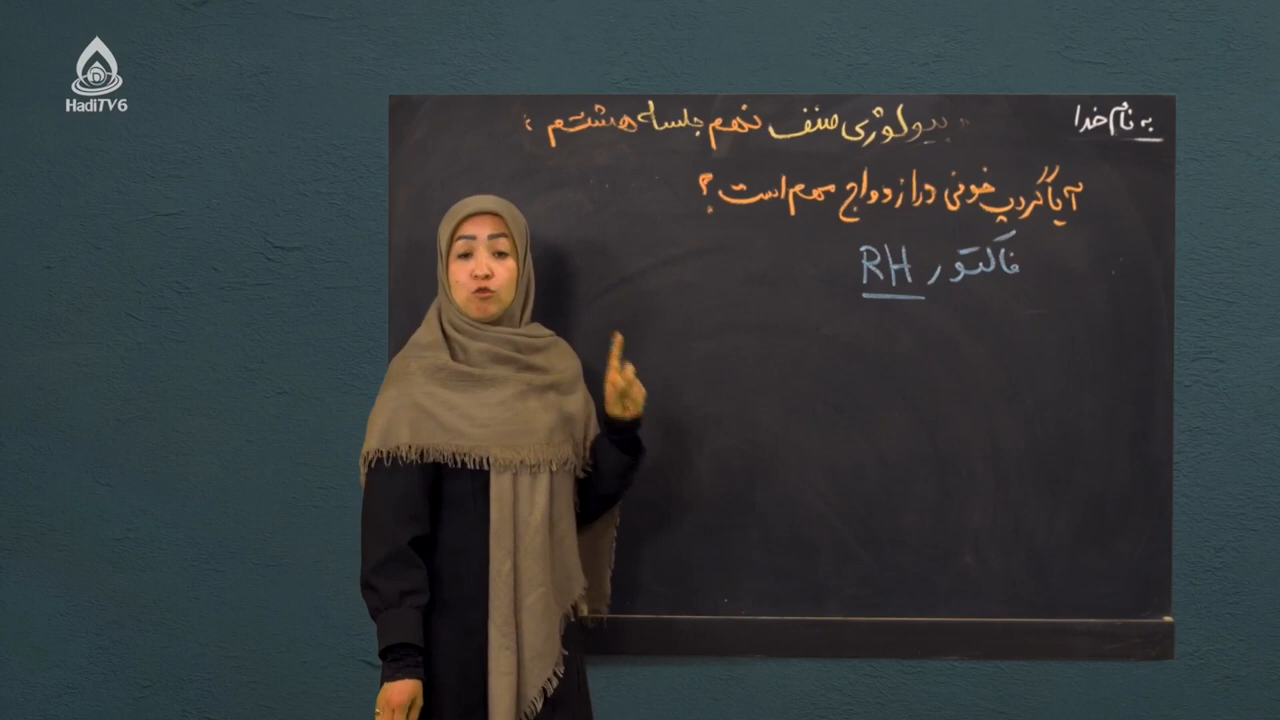 HadiTV6
به نام خدا
« بیولوژی صنف نهم جلسه هشتم »
آیا گروپ خونی در ازدواج مهم است ؟
فاکتور RH